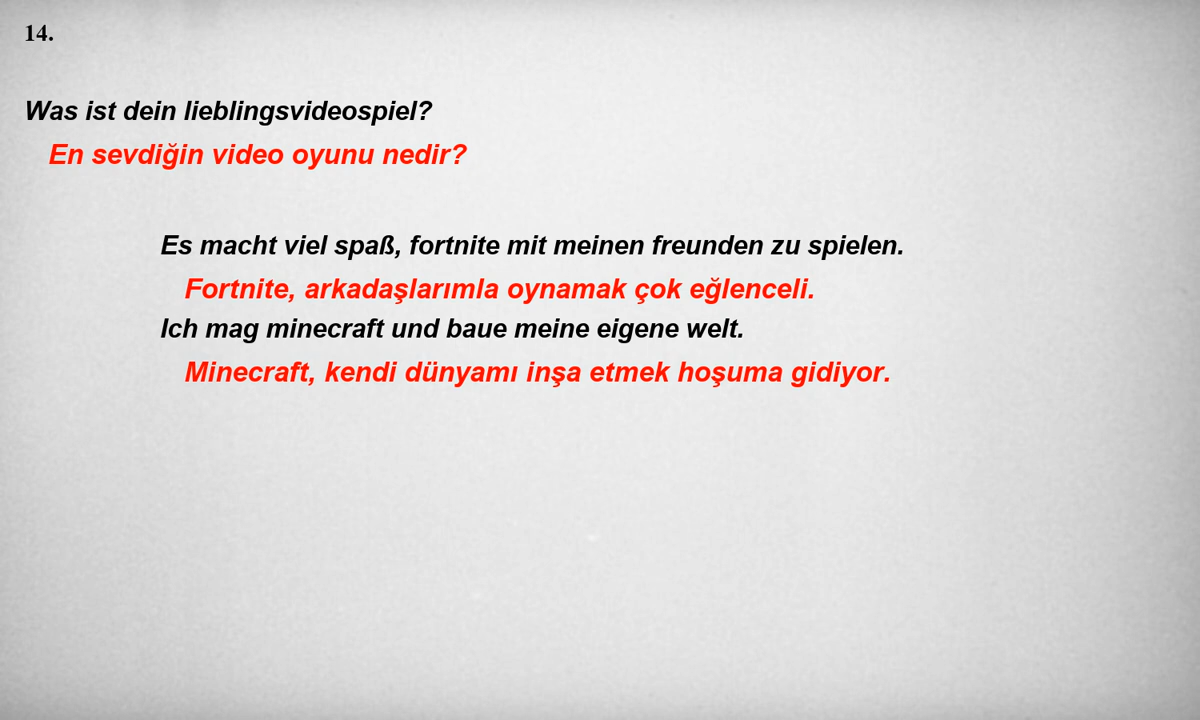 14.
Was ist dein lieblingsvideospiel?
En sevdiğin video oyunu nedir?
Es macht viel spaß, fortnite mit meinen freunden zu spielen.
Fortnite, arkadaşlarımla oynamak çok eğlenceli.
Ich mag minecraft und baue meine eigene welt.
Minecraft, kendi dünyamı inşa etmek hoşuma gidiyor.